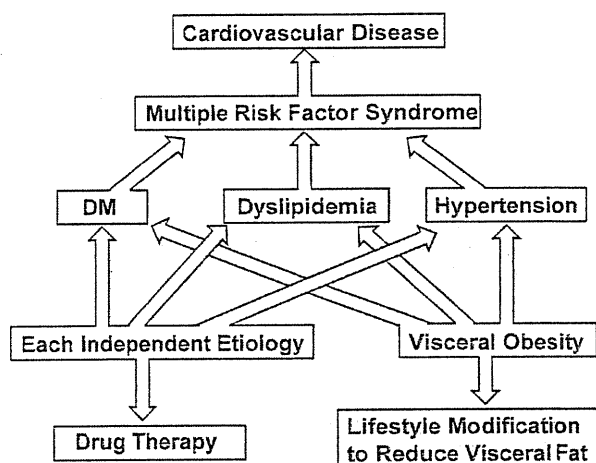 Cardiovascular Disease
Multiple Risk Factor Syndrome
DM
Dyslipidemia
Hypertension
Each Independent Etiology
Visceral Obesity
Drug Therapy
Lifestyle Modification
to Reduce Visceral Fat